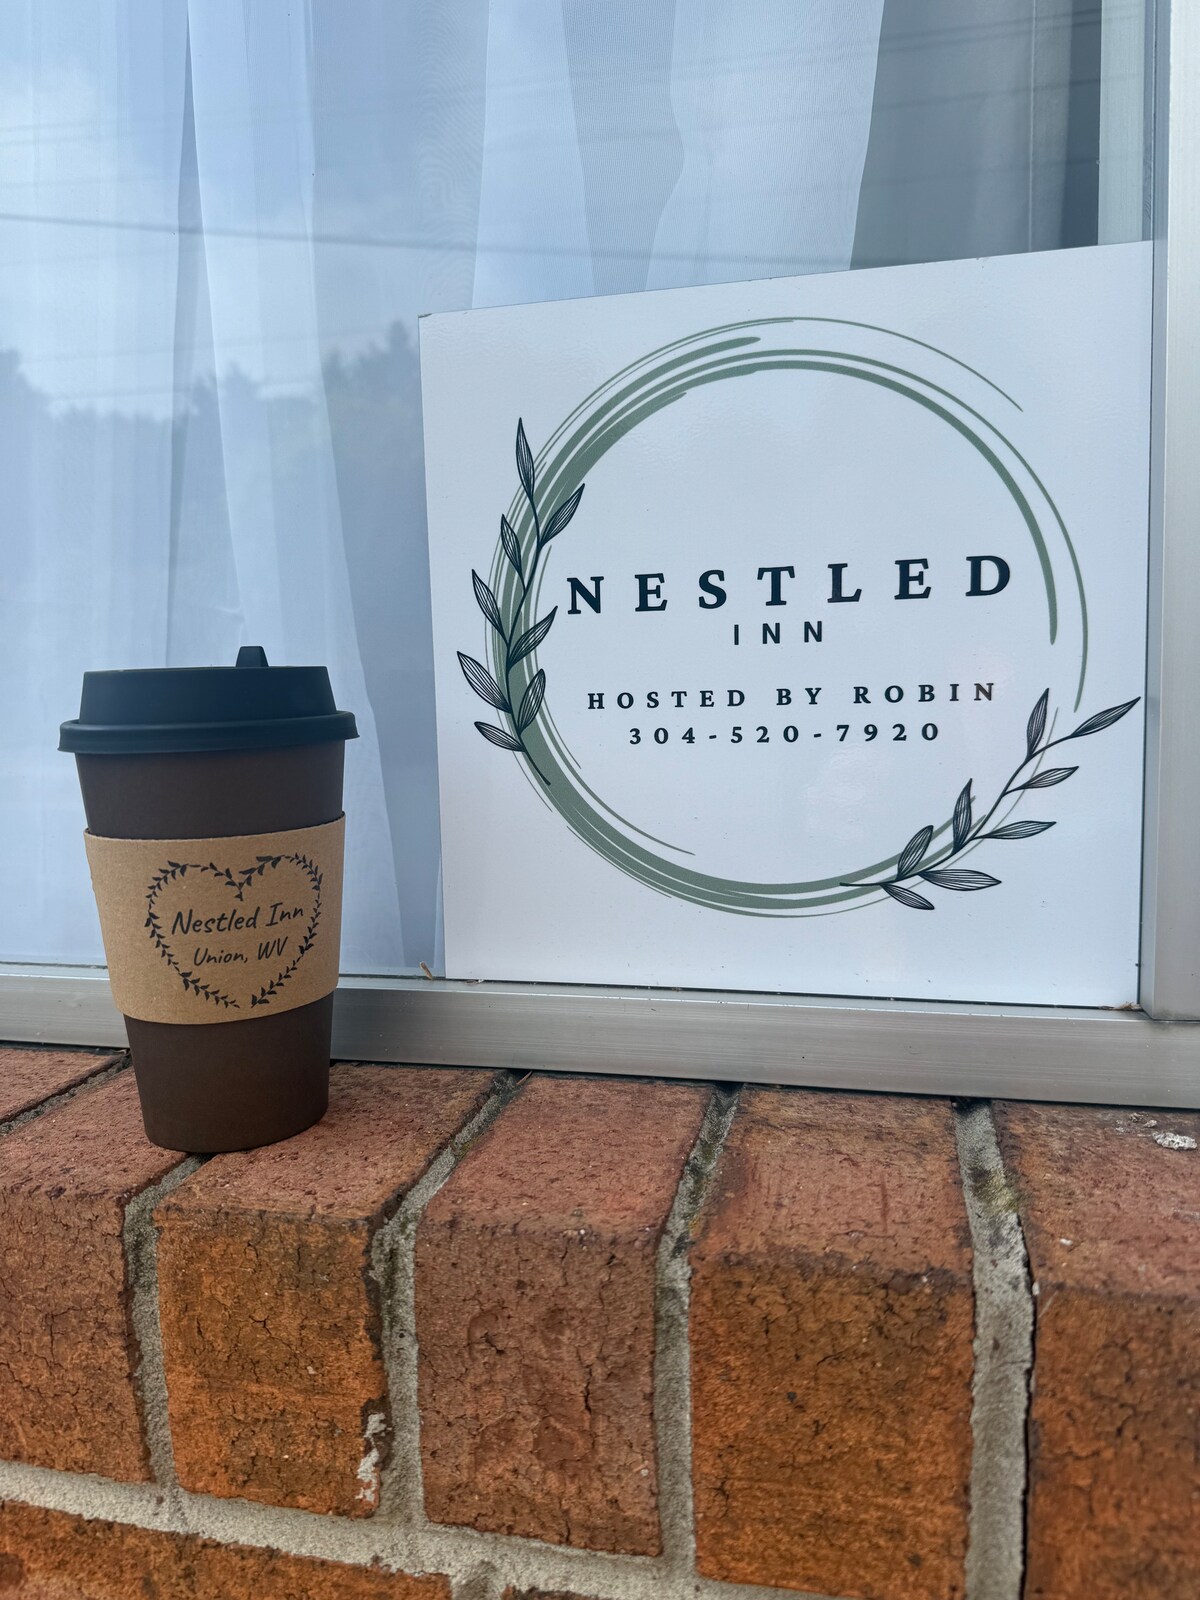 NESTLED
INN
HOSTED BY ROBIN
304-520-7920
Nestled Inn
Union, WV